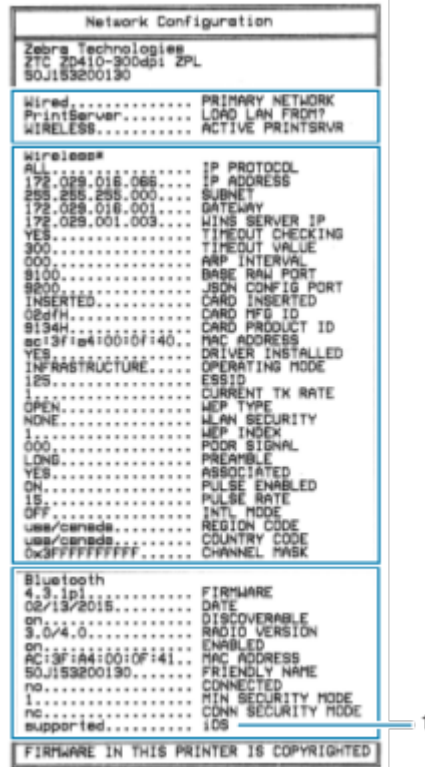 Network Configuration
Zebra Technologies
ZTC ZD410-300dpi ZPL
50J153200130
Wired.............. PRIMARY NETWORK
PrintServer........ LOAD LAN FROM?
WIRELESS........... ACTIVE PRINTSRVR
Wireless*
ALL................ IP PROTOCOL
172.029.016.066.... IP ADDRESS
255.255.255.000.... SUBNET
172.029.016.001.... GATEWAY
172.029.001.003.... WINS SERVER IP
YES................ TIMEOUT CHECKING
300................ TIMEOUT VALUE
000................ ARP INTERVAL
9100............... BASE RAW PORT
9200............... JSON CONFIG PORT
INSERTED........... CARD INSERTED
02dfH.............. CARD MFG ID
9134H.............. CARD PRODUCT ID
ac:3f:a4:00:0f:40.. MAC ADDRESS
YES................ DRIVER INSTALLED
INFRASTRUCTURE..... OPERATING MODE
125................ ESSID
1.................. CURRENT TX RATE
OPEN............... WEP TYPE
NONE............... WLAN SECURITY
1.................. WEP INDEX
000................ POOR SIGNAL
LONG............... PREAMBLE
YES................ ASSOCIATED
ON................. PULSE ENABLED
15................. PULSE RATE
OFF................ INTL MODE
usa/canada......... REGION CODE
usa/canada......... COUNTRY CODE
0x3FFFFFFFFFF...... CHANNEL MASK
Bluetooth
4.3.1p1............ FIRMWARE
02/13/2015......... DATE
on................. DISCOVERABLE
3.0/4.0............ RADIO VERSION
on................. ENABLED
AC:3F:A4:00:0F:41.. MAC ADDRESS
50J153200130....... FRIENDLY NAME
no................. CONNECTED
1.................. MIN SECURITY MODE
nc................. CONN SECURITY MODE
supported.......... iOS
1
FIRMWARE IN THIS PRINTER IS COPYRIGHTED